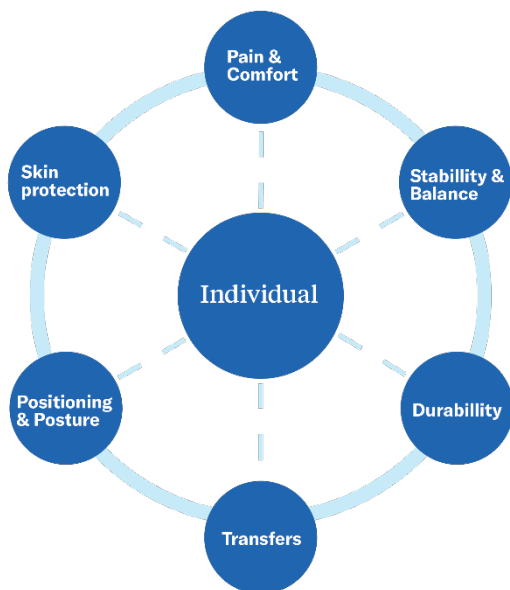 Pain &
Comfort
Skin
protection
Stabillity &
Balance
Individual
Positioning
& Posture
Durabillity
Transfers